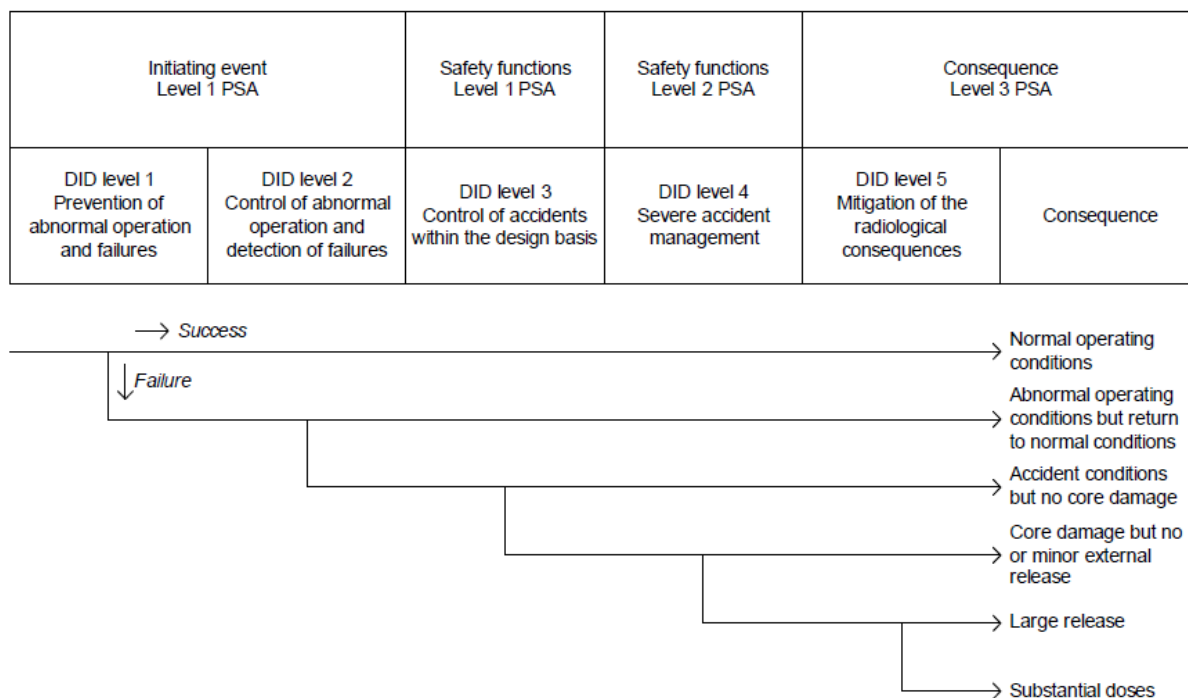 Initiating event
Level 1 PSA
Safety functions
Level 1 PSA
Safety functions
Level 2 PSA
Consequence
Level 3 PSA
DID level 1
Prevention of
abnormal operation
and failures
DID level 2
Control of abnormal
operation and
detection of failures
DID level 3
Control of accidents
within the design basis
DID level 4
Severe accident
management
DID level 5
Mitigation of the
radiological
consequences
Consequence
Success
Failure
Normal operating
conditions
Abnormal operating
conditions but return
to normal conditions
Accident conditions
but no core damage
Core damage but no
or minor external
release
Large release
Substantial doses